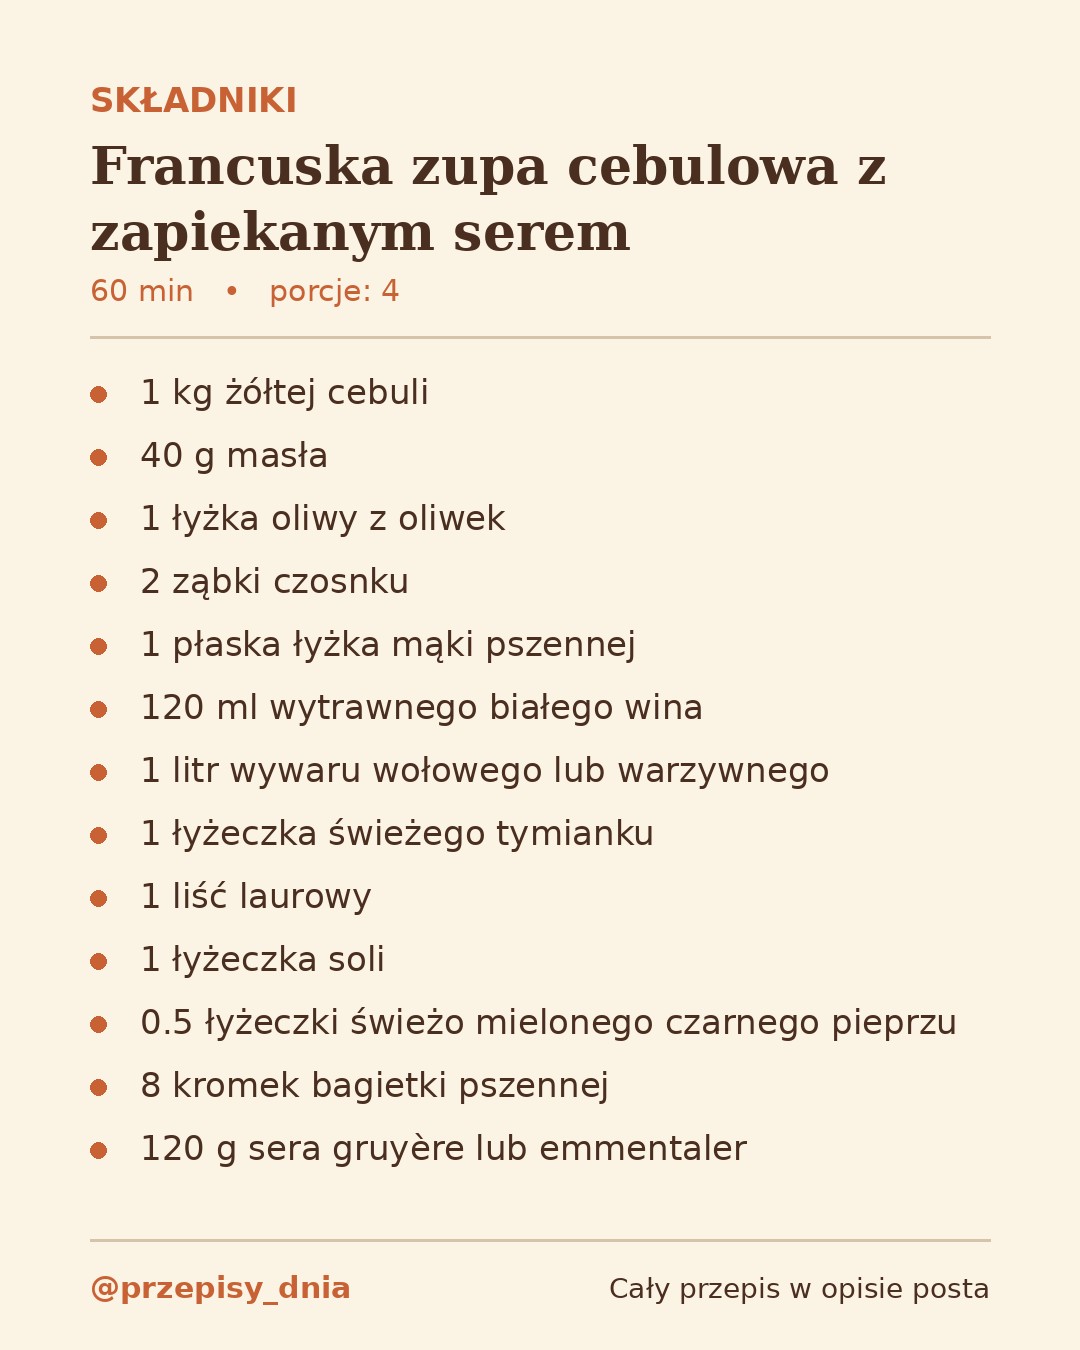 SKŁADNIKI
Francuska zupa cebulowa z
zapiekanym serem
60 min • porcje: 4
• 1 kg żółtej cebuli
• 40 g masła
• 1 łyżka oliwy z oliwek
• 2 ząbki czosnku
• 1 płaska łyżka mąki pszennej
• 120 ml wytrawnego białego wina
• 1 litr wywaru wołowego lub warzywnego
• 1 łyżeczka świeżego tymianku
• 1 liść laurowy
• 1 łyżeczka soli
• 0.5 łyżeczki świeżo mielonego czarnego pieprzu
• 8 kromek bagietki pszennej
• 120 g sera gruyère lub emmentaler
@przepisy_dnia Cały przepis w opisie posta